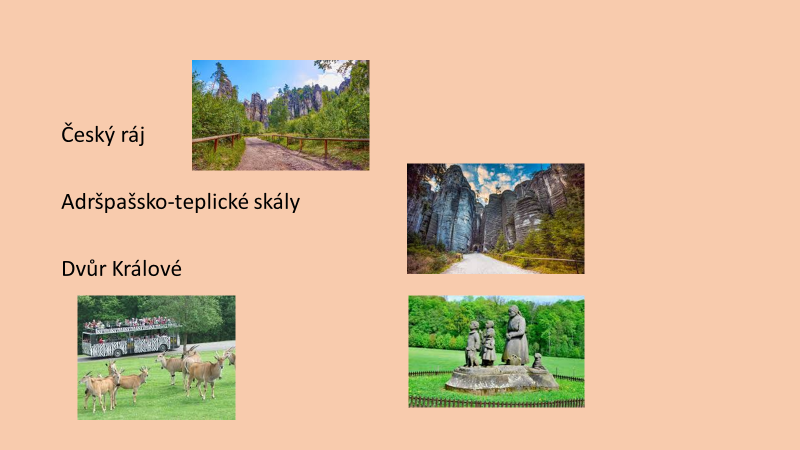 Český ráj
Adršpašsko-teplické skály
Dvůr Králové